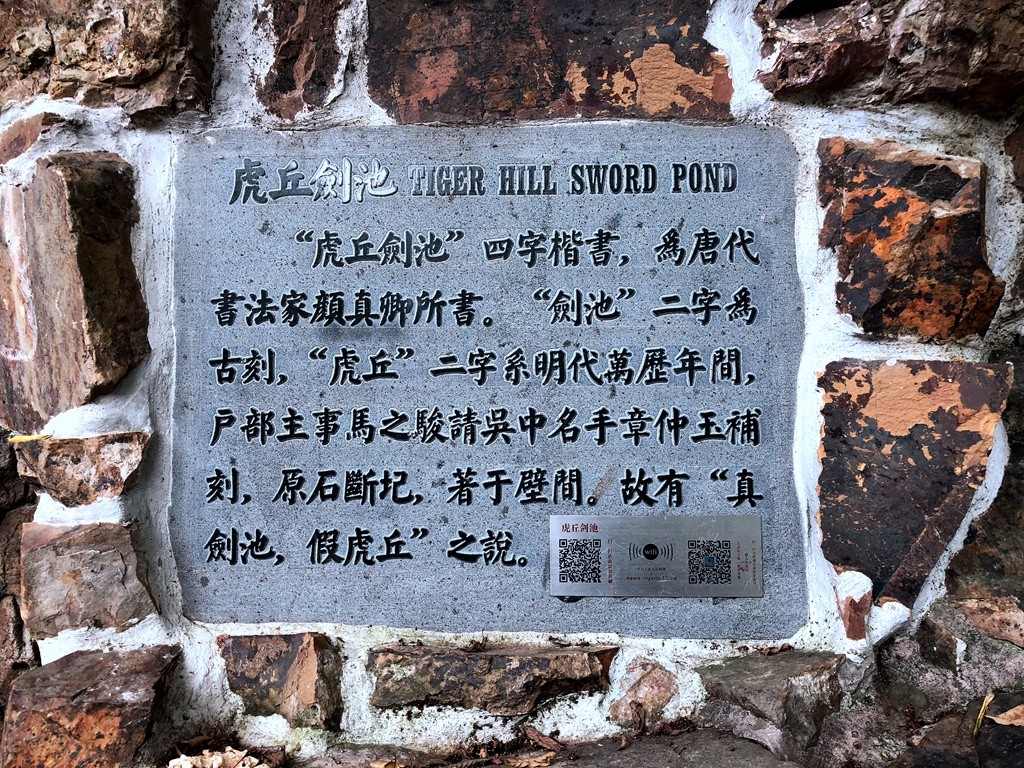 虎丘劍池 TIGER HILL SWORD POND
“虎丘劍池”四字楷書，爲唐代
書法家顔真卿所書。“劍池”二字爲
古刻，“虎丘”二字系明代萬歷年間，
户部主事馬之駿請吳中名手章仲玉補
刻，原石斷圮，著于壁間。故有“真
劍池，假虎丘”之說。
虎丘剑池
wifi